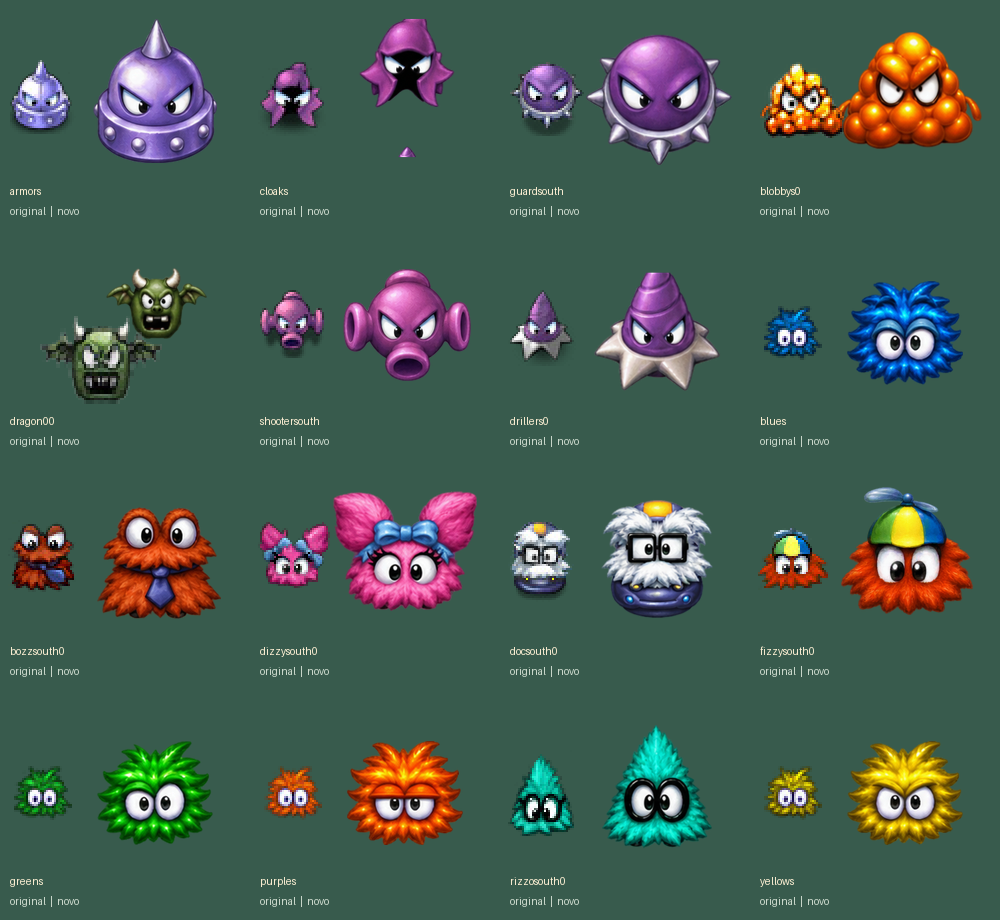 armors
original | novo
cloaks
original | novo
guardsouth
original | novo
blobbys0
original | novo
dragon00
original | novo
shootersouth
original | novo
drillers0
original | novo
blues
original | novo
bozzsouth0
original | novo
dizzysouth0
original | novo
docsouth0
original | novo
fizzysouth0
original | novo
greens
original | novo
purples
original | novo
rizzosouth0
original | novo
yellows
original | novo